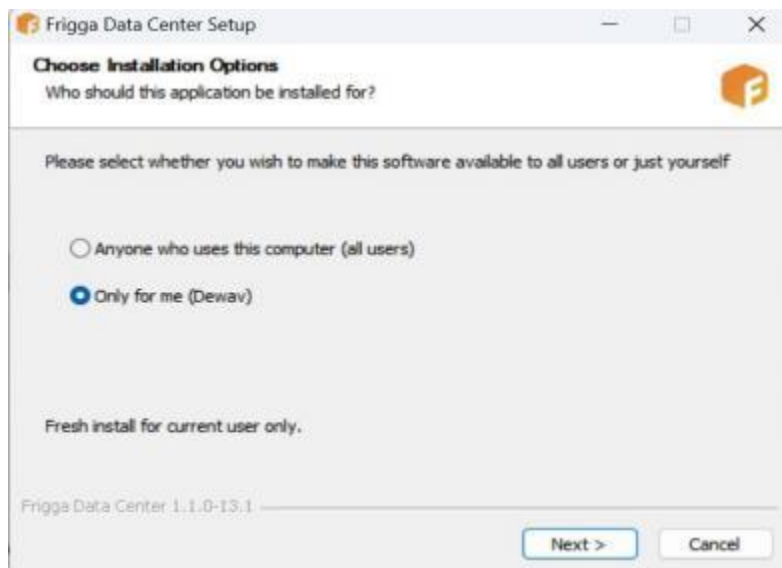 Frigga Data Center Setup
Choose Installation Options
Who should this application be installed for?
Please select whether you wish to make this software available to all users or just yourself
Anyone who uses this computer (all users)
Only for me (Dewav)
Fresh install for current user only.
Frigga Data Center 1.1.0-13.1
Next >
Cancel